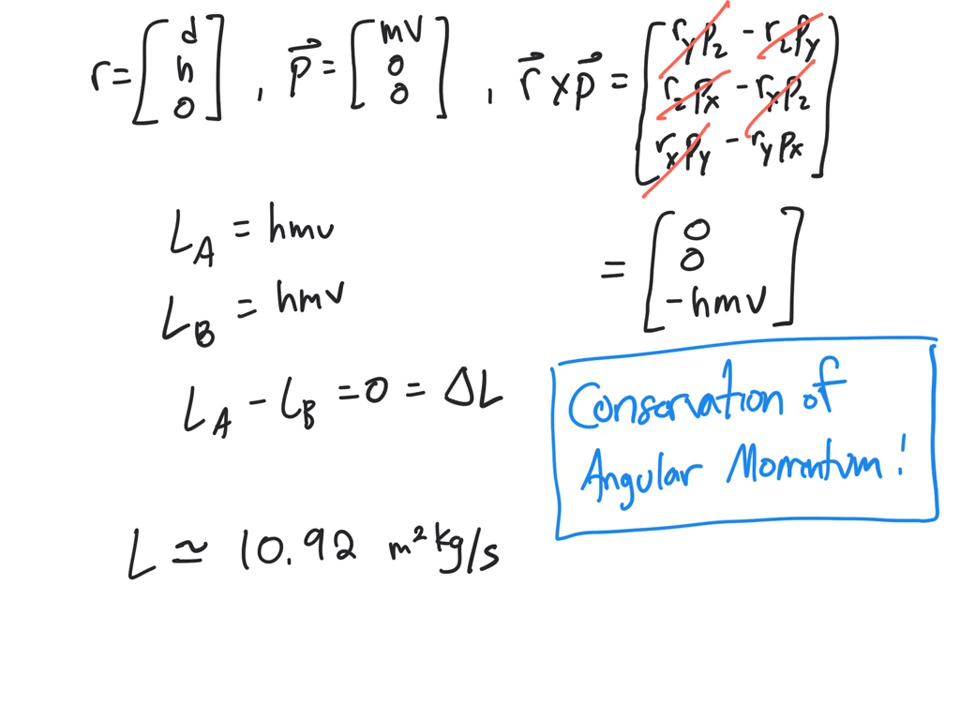 r = [d h 0], p⃗ = [mv 0 0], r⃗ x p⃗ = [r_y p_z - r_z p_y
r_z p_x - r_x p_z
r_x p_y - r_y p_x]
= [0 0 -hmv]
L_A = hmv
L_B = hmv
L_A - L_B = 0 = ΔL
Conservation of
Angular Momentum!
L ≃ 10.92 m²kg/s